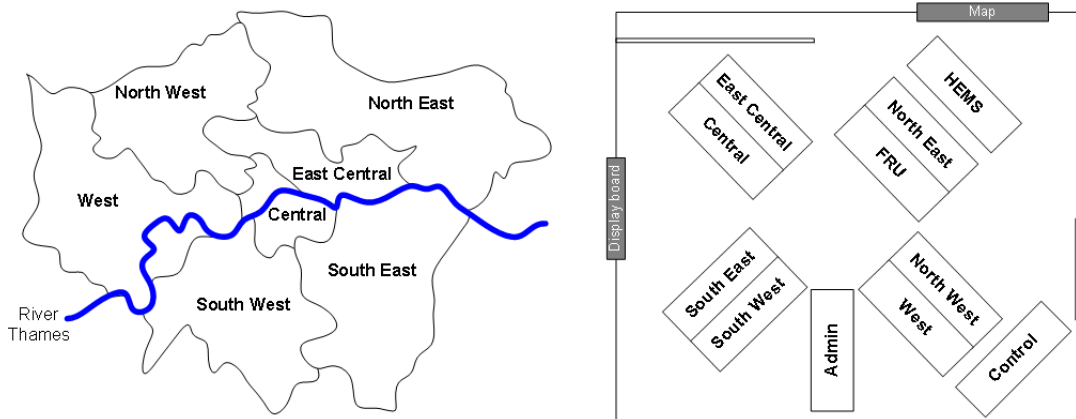 North West
North East
West
East Central
Central
South East
South West
River
Thames
Map
Display board
East Central
Central
HEMS
North East
FRU
South East
South West
Admin
North West
West
Control